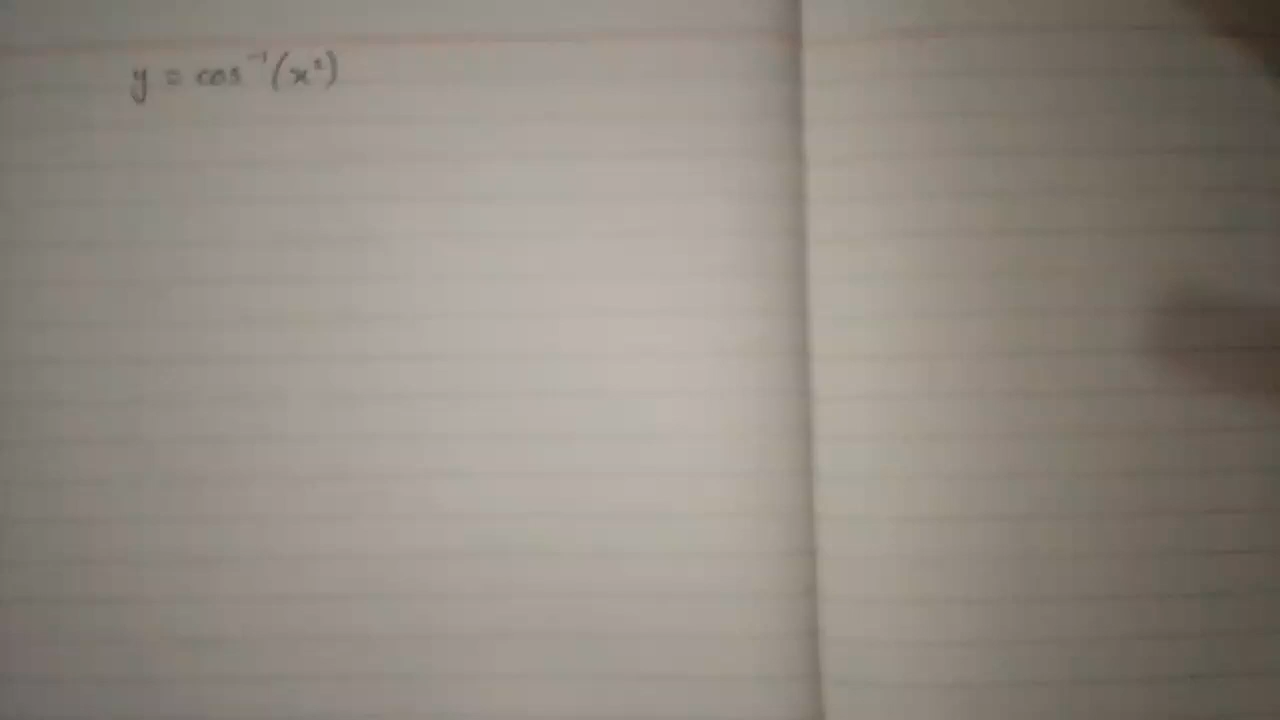 y = cos⁻¹(x²)